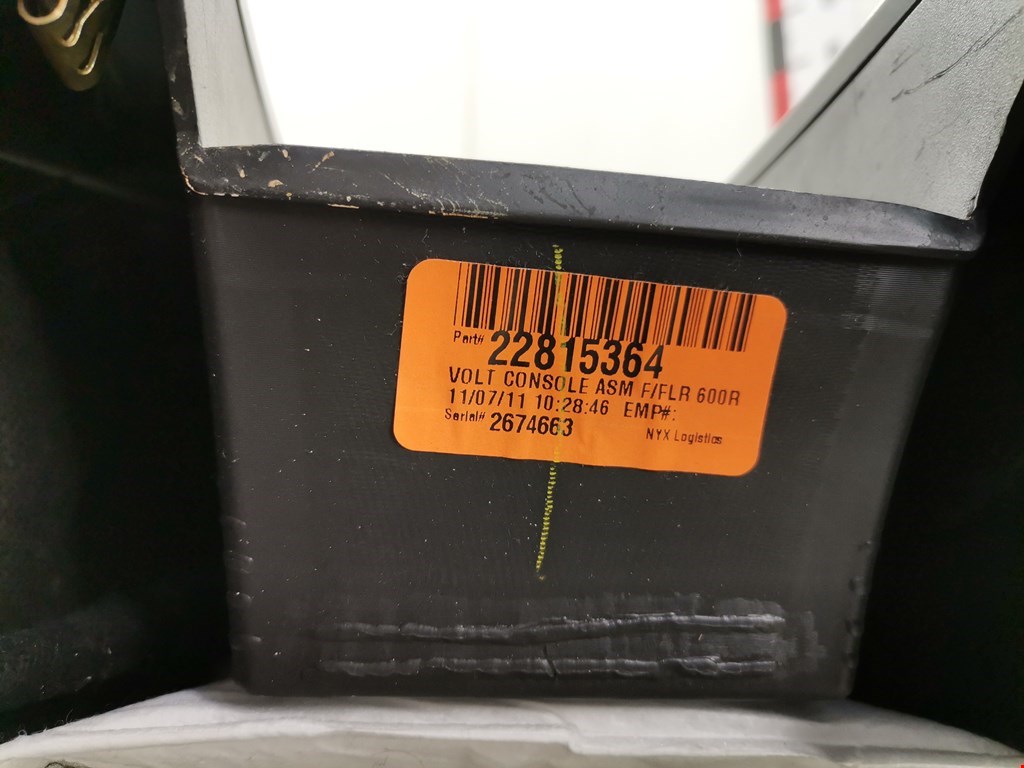 Part# 22815364
VOLT CONSOLE ASM F/FLR 600R
11/07/11 10:28:46 EMP#:
Serial# 2674663 NYX Logistics